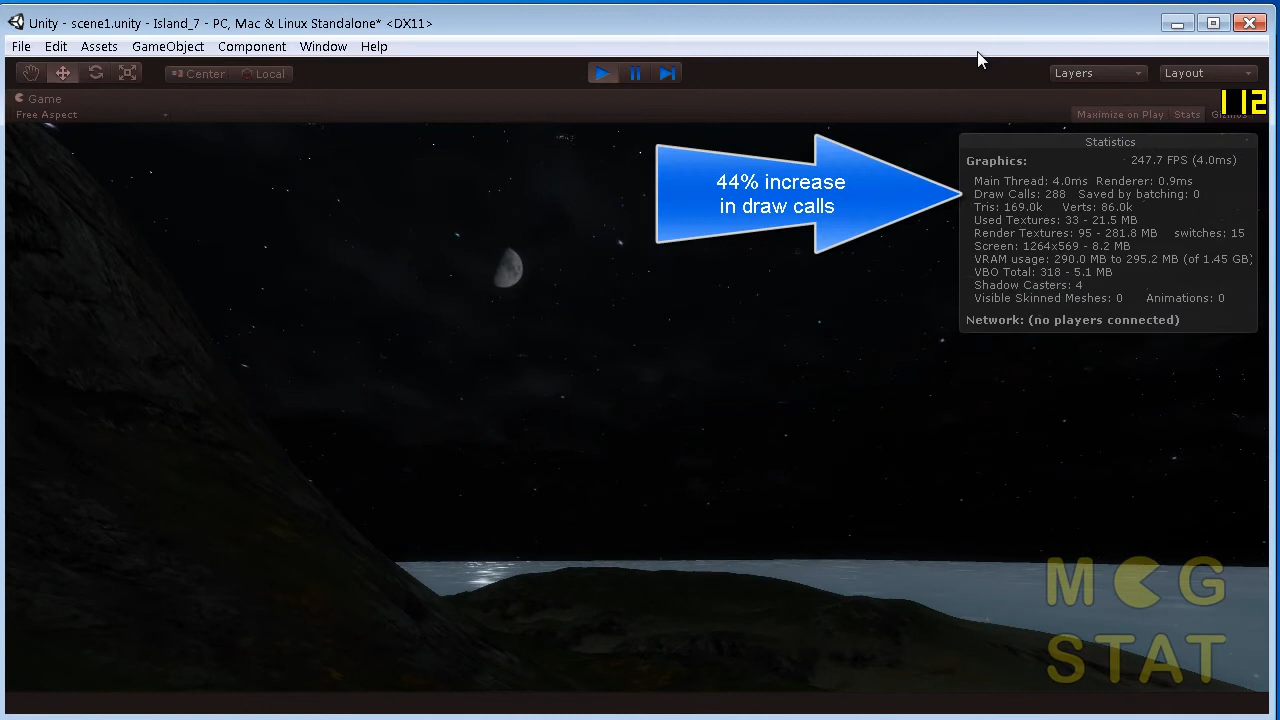 Unity - scene1.unity - Island_7 - PC, Mac & Linux Standalone* <DX11>
File Edit Assets GameObject Component Window Help
Center Local Layers Layout
Game
112
Free Aspect Maximize on Play Stats Gizmos
Statistics
Graphics: 247.7 FPS (4.0ms)
Main Thread: 4.0ms Renderer: 0.9ms
Draw Calls: 288 Saved by batching: 0
Tris: 169.0k Verts: 86.0k
Used Textures: 33 - 21.5 MB
Render Textures: 95 - 281.8 MB switches: 15
Screen: 1264x569 - 8.2 MB
VRAM usage: 290.0 MB to 295.2 MB (of 1.45 GB)
VBO Total: 318 - 5.1 MB
Shadow Casters: 4
Visible Skinned Meshes: 0 Animations: 0
Network: (no players connected)
44% increase
in draw calls
M G
STAT